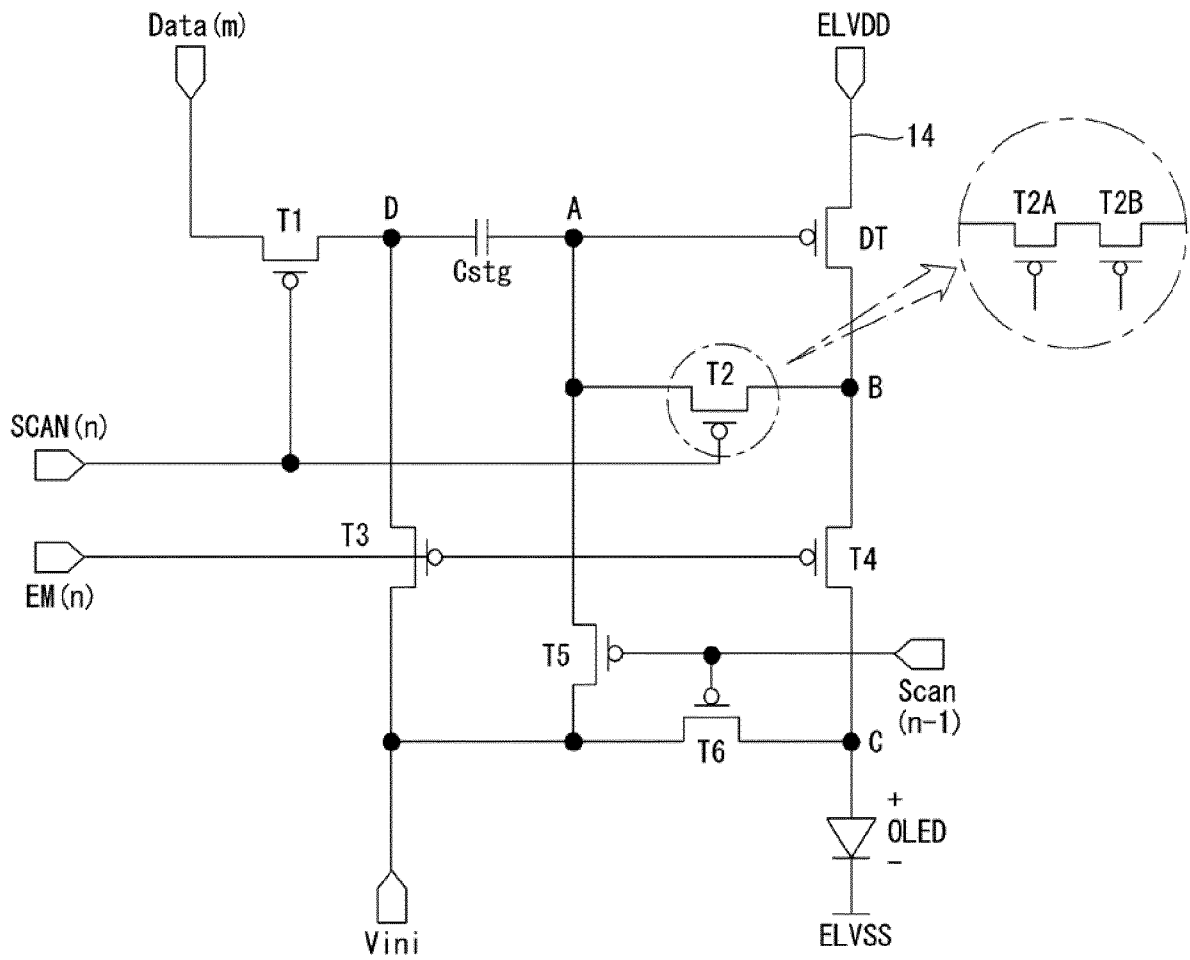 Data(m)
ELVDD
14
T2A
T2B
T1
D
A
DT
Cstg
T2
B
SCAN(n)
T3
T4
EM(n)
T5
Scan
(n-1)
T6
C
+
OLED
-
Vini
ELVSS